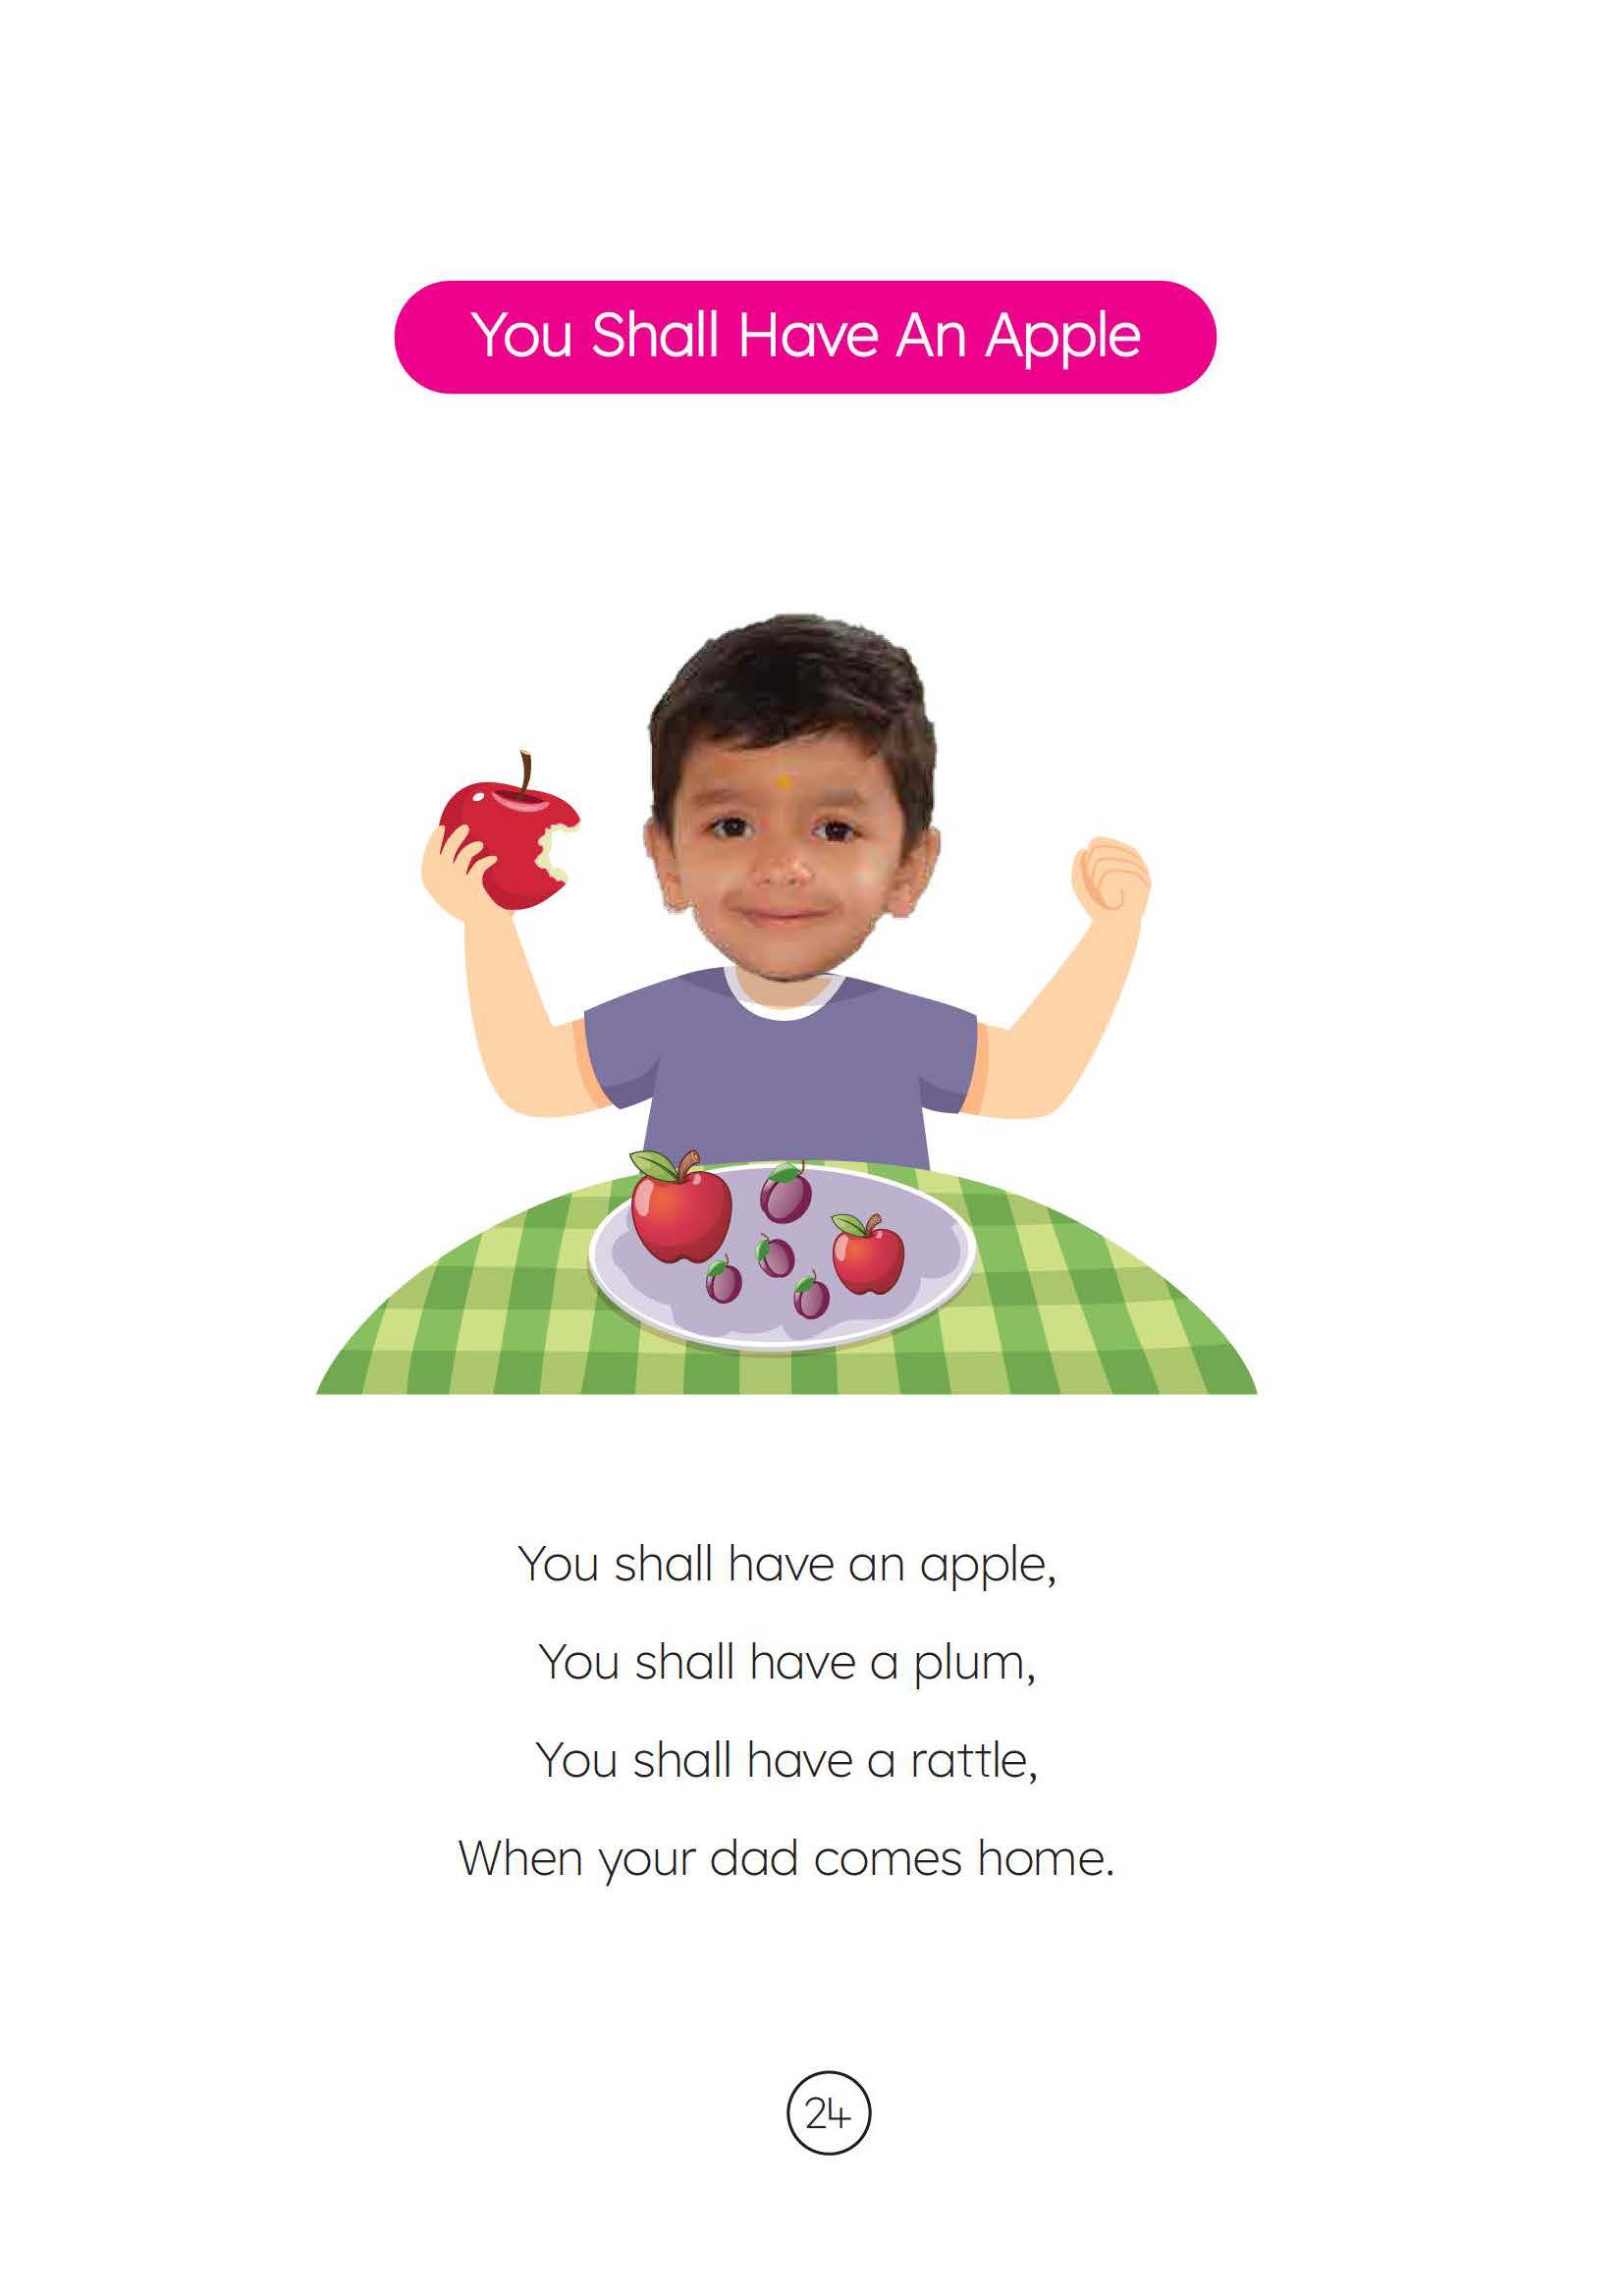 You Shall Have An Apple
You shall have an apple,
You shall have a plum,
You shall have a rattle,
When your dad comes home.
24